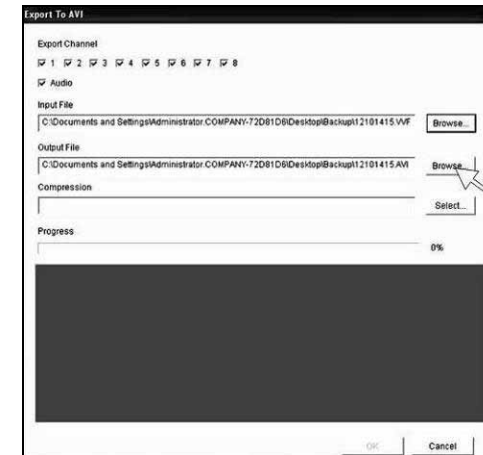 Export To AVI
Export Channel
1 2 3 4 5 6 7 8
Audio
Input File
C:\Documents and Settings\Administrator.COMPANY-72D81D6\Desktop\Backup\12101415.VVF Browse...
Output File
C:\Documents and Settings\Administrator.COMPANY-72D81D6\Desktop\Backup\12101415.AVI Browse...
Compression
Select...
Progress
0%
OK Cancel